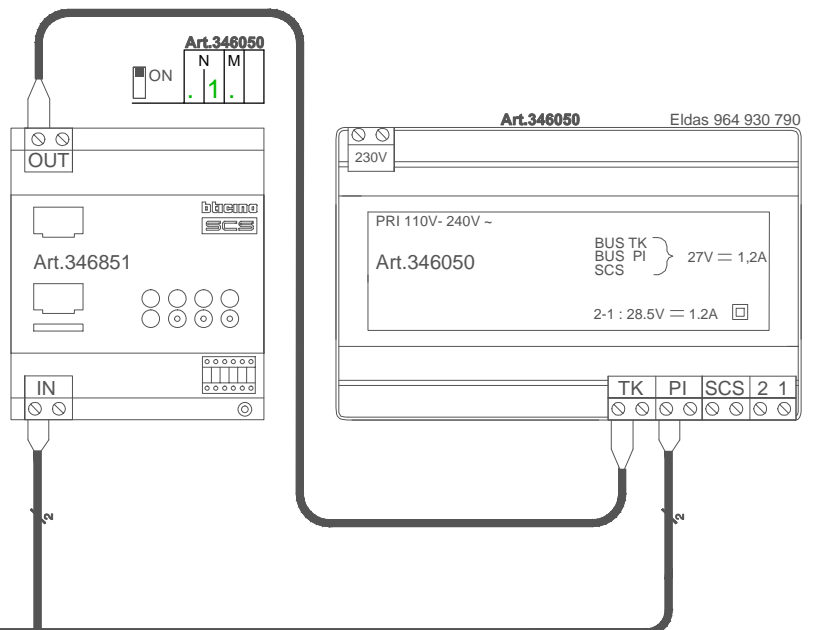 Art.346050
N M
ON
. 1 .
OUT
bticino
SCS
Art.346851
IN
2
Art.346050
Eldas 964 930 790
230V
PRI 110V- 240V ~
Art.346050
BUS TK
BUS PI
SCS
27V 1,2A
2-1 : 28.5V 1.2A
TK PI SCS 2 1
2